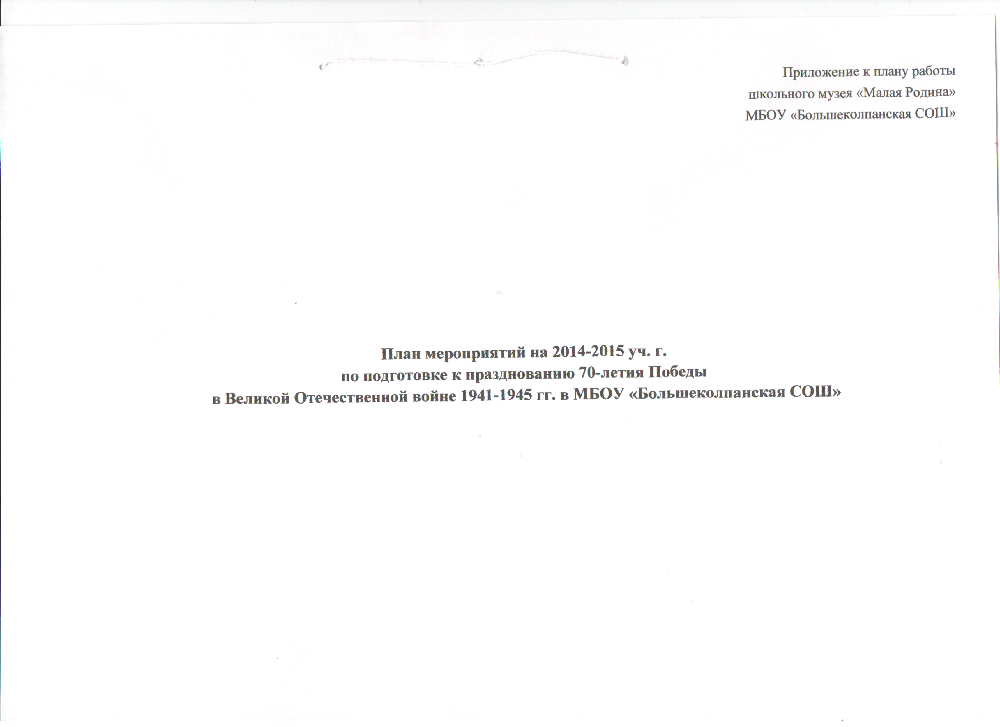 Приложение к плану работы
школьного музея «Малая Родина»
МБОУ «Большеколпанская СОШ»
План мероприятий на 2014-2015 уч. г.
по подготовке к празднованию 70-летия Победы
в Великой Отечественной войне 1941-1945 гг. в МБОУ «Большеколпанская СОШ»